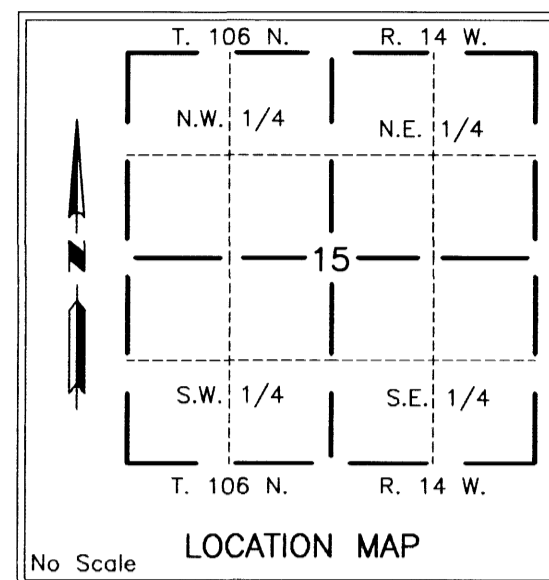 T. 106 N. R. 14 W.
N.W. 1/4 N.E. 1/4
N
15
S.W. 1/4 S.E. 1/4
T. 106 N. R. 14 W.
No Scale LOCATION MAP